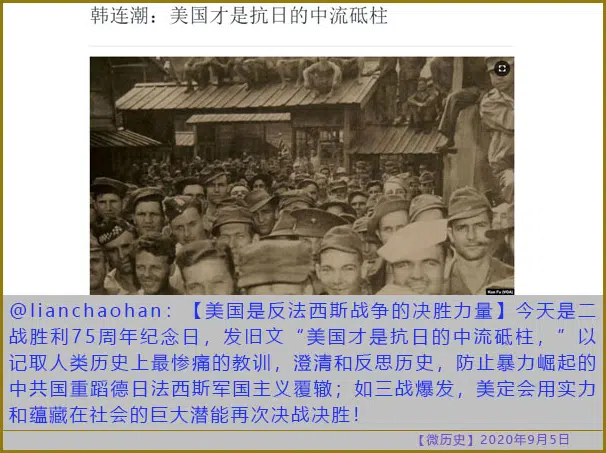 韩连潮：美国才是抗日的中流砥柱
Kan Fu (VOA)
@lianchaohan：【美国是反法西斯战争的决胜力量】今天是二
战胜利75周年纪念日，发旧文“美国才是抗日的中流砥柱，”以
记取人类历史上最惨痛的教训，澄清和反思历史，防止暴力崛起的
中共国重蹈德日法西斯军国主义覆辙；如三战爆发，美定会用实力
和蕴藏在社会的巨大潜能再次决战决胜！
【微历史】2020年9月5日